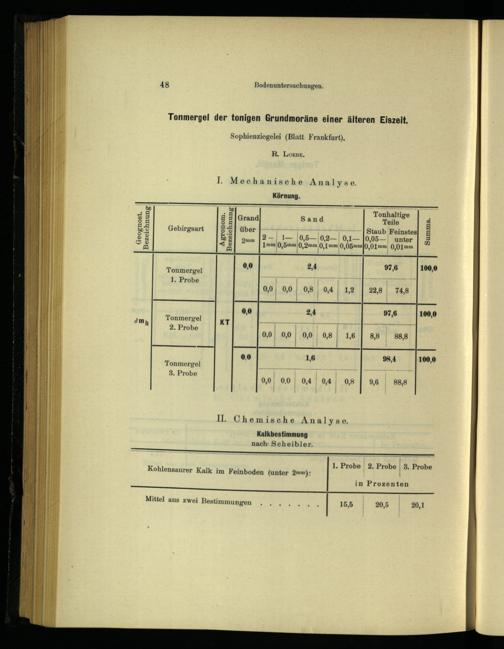 48 Bodenuntersuchungen.
Tonmergel der tonigen Grundmoräne einer älteren Eiszeit.
Sophienziegelei (Blatt Frankfurt).
R. Loebe.
I. Mechanische Analyse.
Körnung.
Geognost. Bezeichnung
Gebirgsart
Agronom. Bezeichnung
Grand über 2mm
Sand
2— 1mm
1— 0,5mm
0,5— 0,2mm
0,2— 0,1mm
0,1— 0,05mm
Tonhaltige Teile
Staub 0,05— 0,01mm
Feinstes unter 0,01mm
Summa.
Tonmergel 1. Probe
0,0 2,4 97,6 100,0
0,0 0,0 0,8 0,4 1,2 22,8 74,8
KT
Tonmergel 2. Probe
0,0 2,4 97,6 100,0
0,0 0,0 0,0 0,8 1,6 8,8 88,8
Tonmergel 3. Probe
0,0 1,6 98,4 100,0
0,0 0,0 0,4 0,4 0,8 9,6 88,8
II. Chemische Analyse.
Kalkbestimmung
nach Scheibler.
Kohlensaurer Kalk im Feinboden (unter 2mm):
1. Probe 2. Probe 3. Probe
in Prozenten
Mittel aus zwei Bestimmungen . . . . . . . 15,5 20,5 20,1